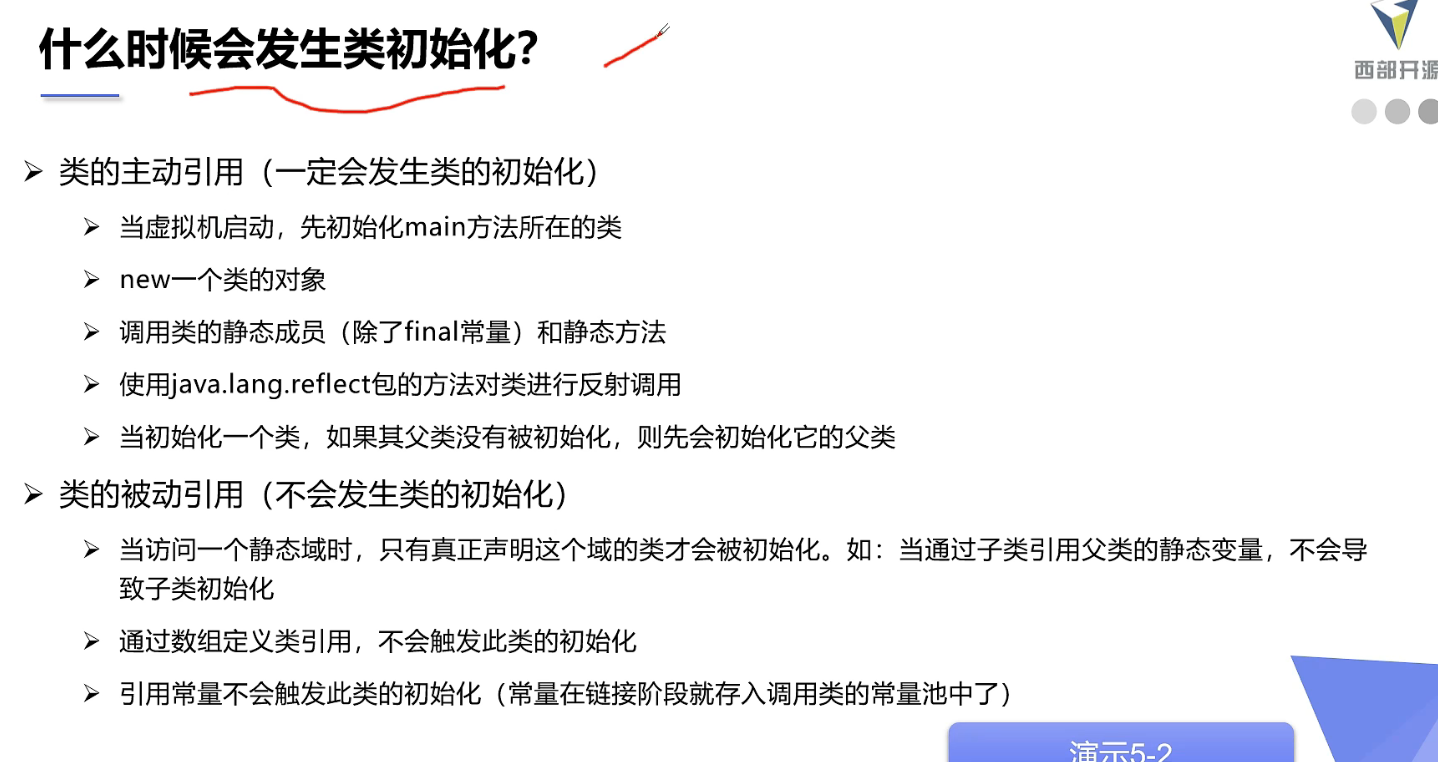 什么时候会发生类初始化？
西部开源
类的主动引用（一定会发生类的初始化）
当虚拟机启动，先初始化main方法所在的类
new一个类的对象
调用类的静态成员（除了final常量）和静态方法
使用java.lang.reflect包的方法对类进行反射调用
当初始化一个类，如果其父类没有被初始化，则先会初始化它的父类
类的被动引用（不会发生类的初始化）
当访问一个静态域时，只有真正声明这个域的类才会被初始化。如：当通过子类引用父类的静态变量，不会导
致子类初始化
通过数组定义类引用，不会触发此类的初始化
引用常量不会触发此类的初始化（常量在链接阶段就存入调用类的常量池中了）
演示5-2